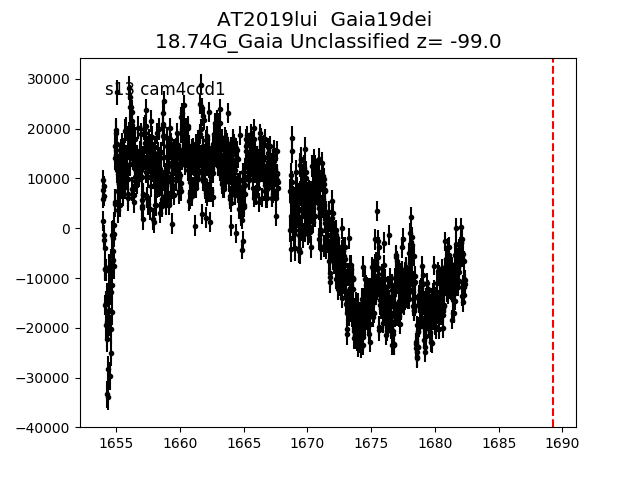 AT2019lui Gaia19dei
18.74G_Gaia Unclassified z= -99.0
s13 cam4ccd1
30000
20000
10000
0
−10000
−20000
−30000
−40000
1655 1660 1665 1670 1675 1680 1685 1690